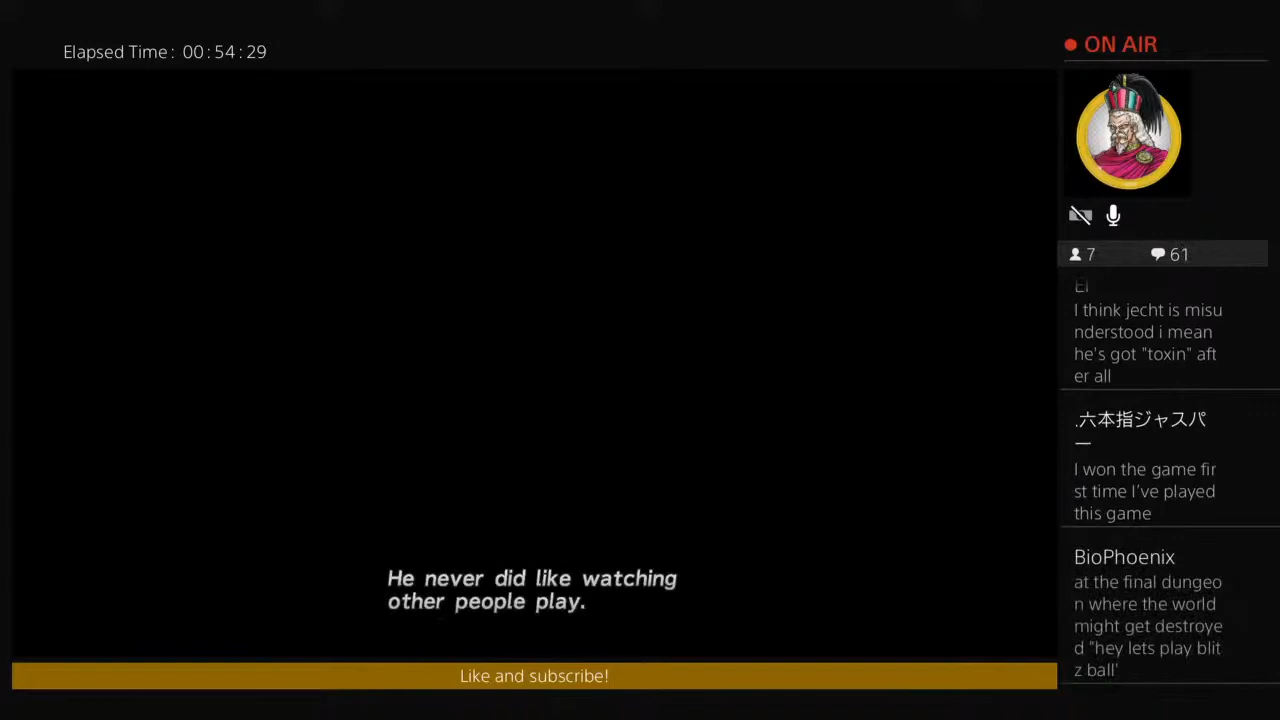 Elapsed Time: 00:54:29
ON AIR
7 61
El
I think jecht is misu
nderstood i mean
he's got "toxin" aft
er all
.六本指ジャスパ
ー
I won the game fir
st time I've played
this game
BioPhoenix
at the final dungeo
n where the world
might get destroye
d "hey lets play blit
z ball'
He never did like watching
other people play.
Like and subscribe!